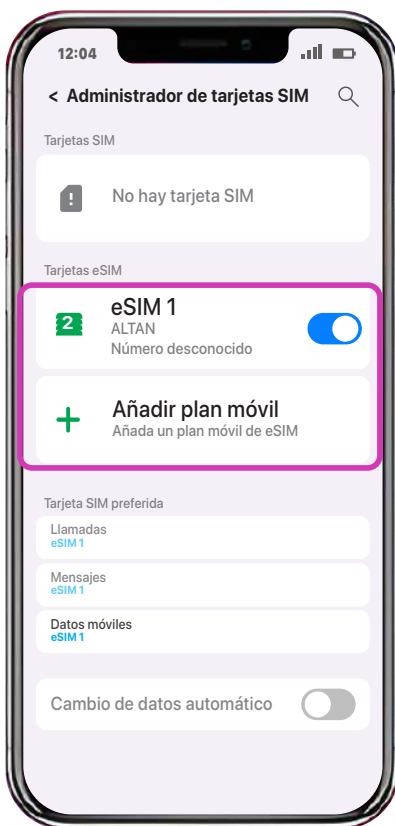 12:04
< Administrador de tarjetas SIM
Tarjetas SIM
No hay tarjeta SIM
Tarjetas eSIM
2
eSIM 1
ALTAN
Número desconocido
Añadir plan móvil
Añada un plan móvil de eSIM
Tarjeta SIM preferida
Llamadas
eSIM 1
Mensajes
eSIM 1
Datos móviles
eSIM 1
Cambio de datos automático